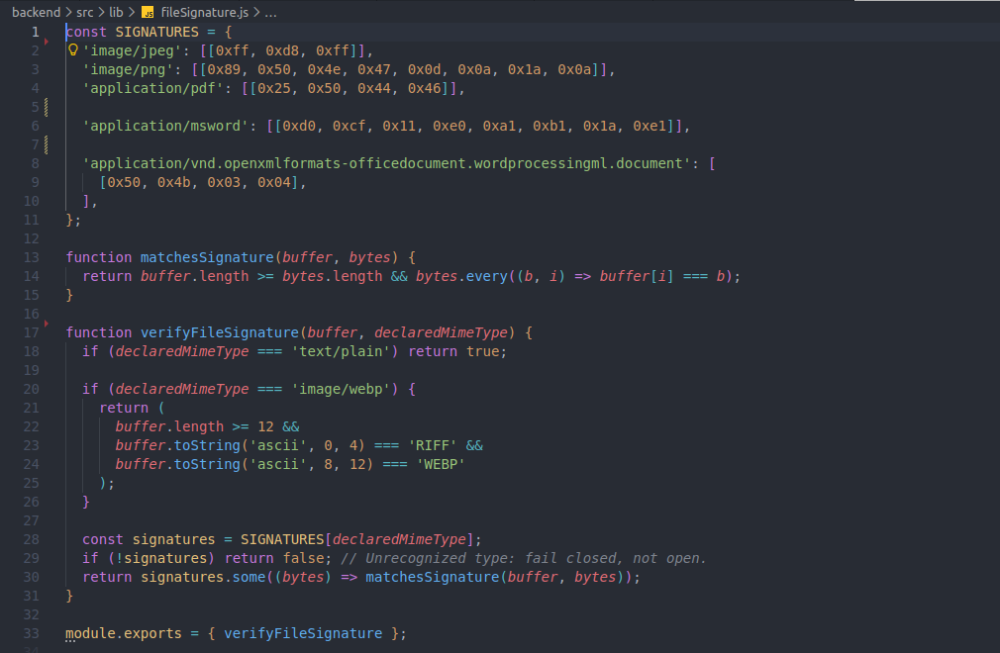 backend > src > lib > JS fileSignature.js > ...
1 const SIGNATURES = {
2 'image/jpeg': [[0xff, 0xd8, 0xff]],
3 'image/png': [[0x89, 0x50, 0x4e, 0x47, 0x0d, 0x0a, 0x1a, 0x0a]],
4 'application/pdf': [[0x25, 0x50, 0x44, 0x46]],
5
6 'application/msword': [[0xd0, 0xcf, 0x11, 0xe0, 0xa1, 0xb1, 0x1a, 0xe1]],
7
8 'application/vnd.openxmlformats-officedocument.wordprocessingml.document': [
9 [0x50, 0x4b, 0x03, 0x04],
10 ],
11 };
12
13 function matchesSignature(buffer, bytes) {
14 return buffer.length >= bytes.length && bytes.every((b, i) => buffer[i] === b);
15 }
16
17 function verifyFileSignature(buffer, declaredMimeType) {
18 if (declaredMimeType === 'text/plain') return true;
19
20 if (declaredMimeType === 'image/webp') {
21 return (
22 buffer.length >= 12 &&
23 buffer.toString('ascii', 0, 4) === 'RIFF' &&
24 buffer.toString('ascii', 8, 12) === 'WEBP'
25 );
26 }
27
28 const signatures = SIGNATURES[declaredMimeType];
29 if (!signatures) return false; // Unrecognized type: fail closed, not open.
30 return signatures.some((bytes) => matchesSignature(buffer, bytes));
31 }
32
33 module.exports = { verifyFileSignature };
34